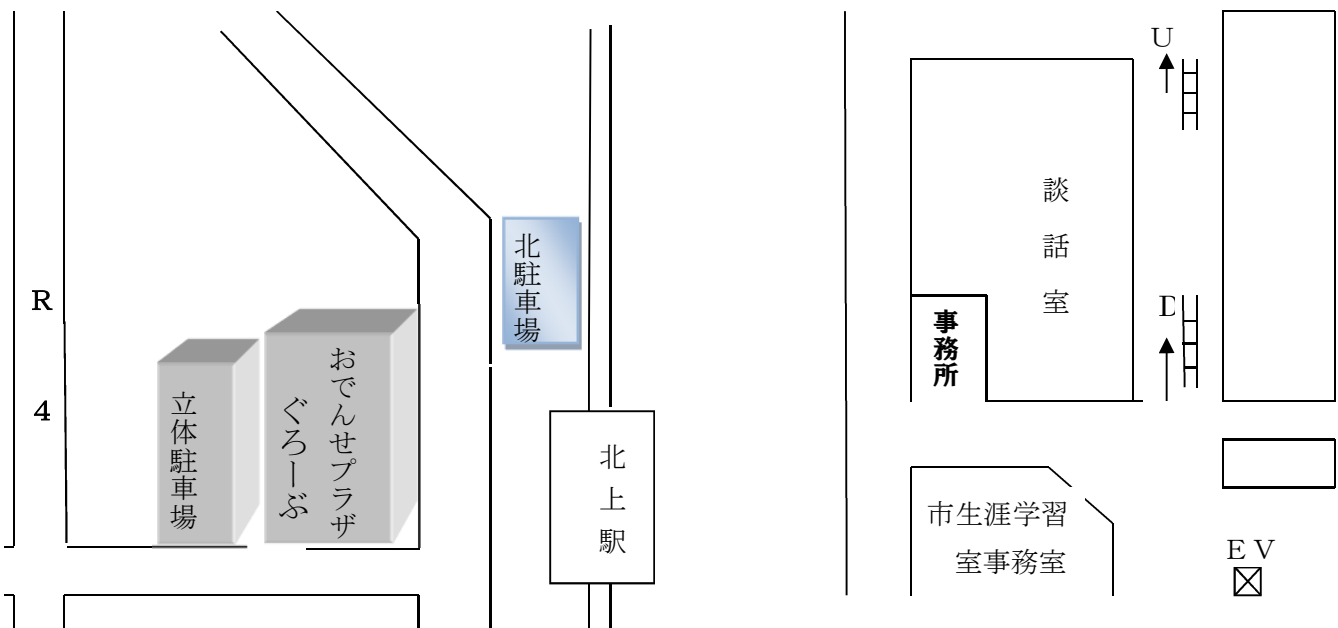 R
4
立体駐車場
おでんせプラザ
ぐろーぶ
北駐車場
北上駅
談話室
事務所
U
D
市生涯学習
室事務室
EV